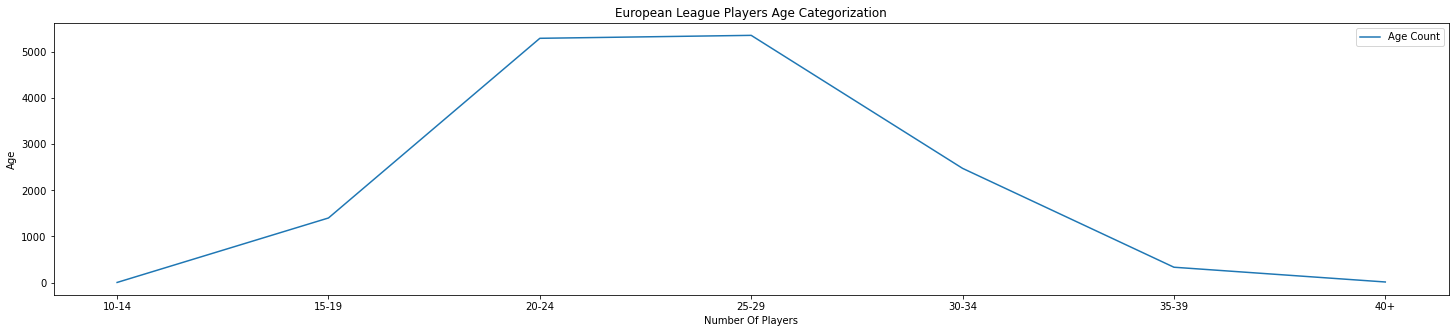 European League Players Age Categorization
Age Count
5000
4000
3000
2000
1000
0
Age
10-14 15-19 20-24 25-29 30-34 35-39 40+
Number Of Players